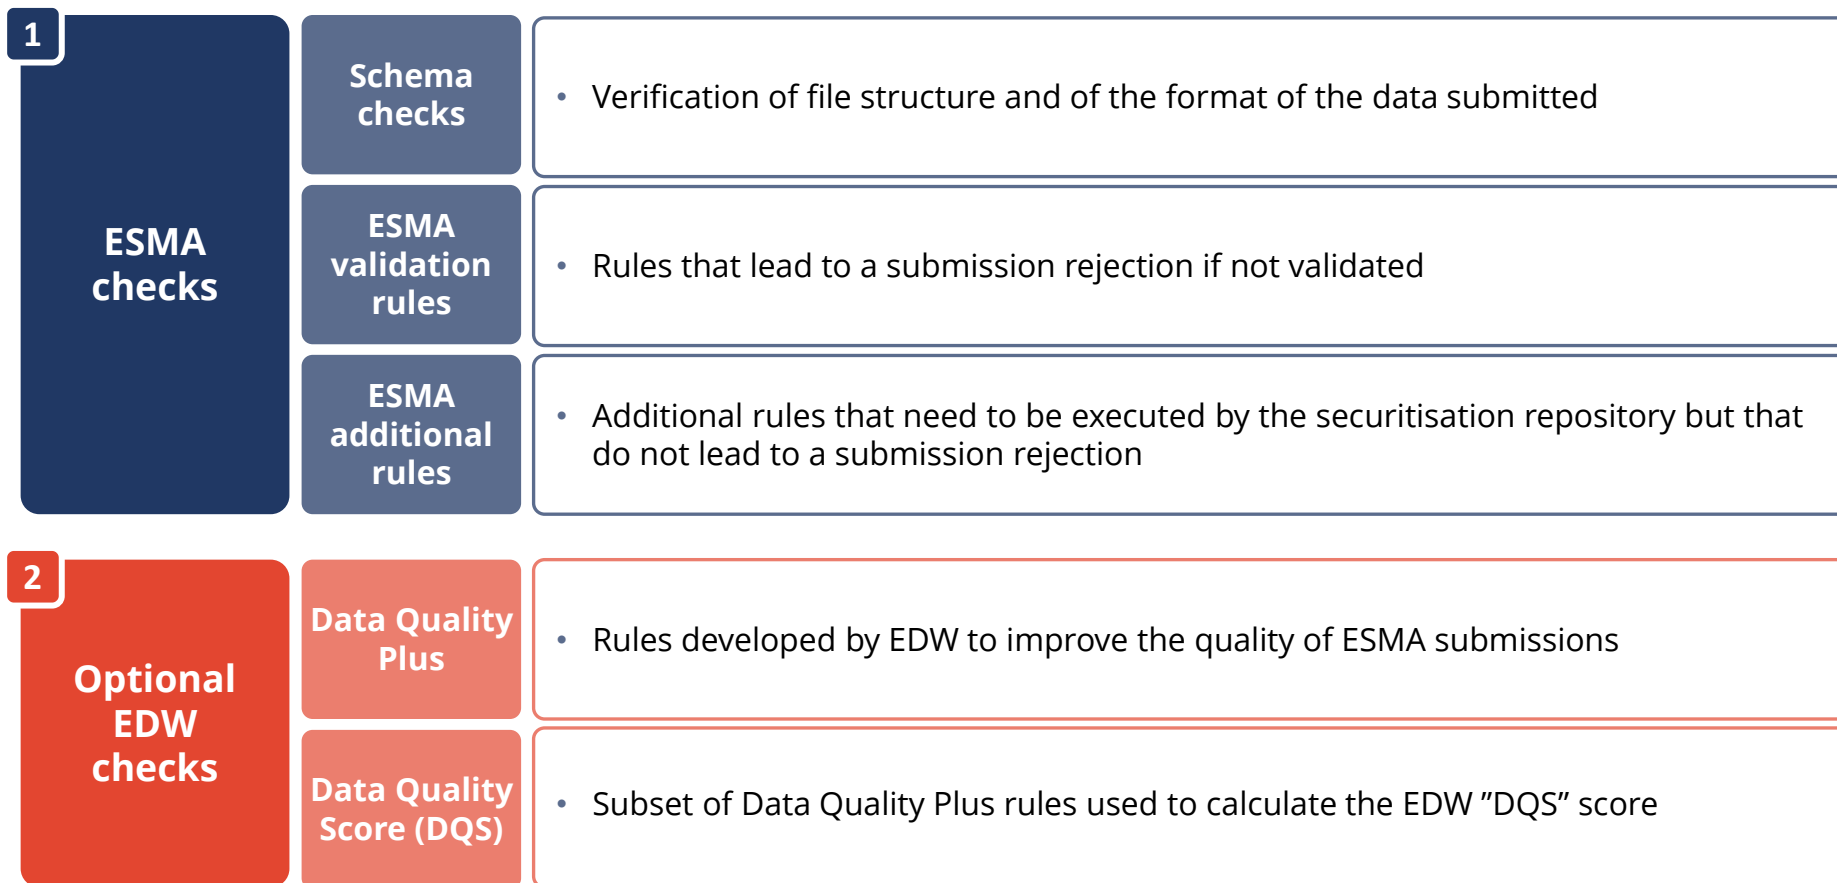 1
ESMA
checks
Schema
checks
• Verification of file structure and of the format of the data submitted
ESMA
validation
rules
• Rules that lead to a submission rejection if not validated
ESMA
additional
rules
• Additional rules that need to be executed by the securitisation repository but that
do not lead to a submission rejection
2
Optional
EDW
checks
Data Quality
Plus
• Rules developed by EDW to improve the quality of ESMA submissions
Data Quality
Score (DQS)
• Subset of Data Quality Plus rules used to calculate the EDW ”DQS” score